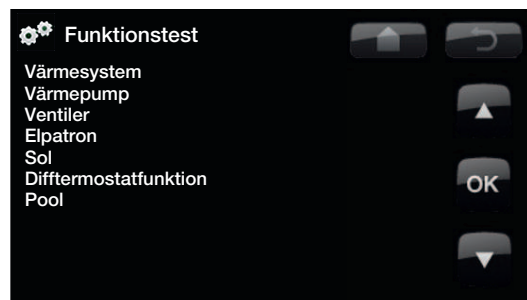 Funktionstest
Värmesystem
Värmepump
Ventiler
Elpatron
Sol
Difftermostatfunktion
Pool
OK